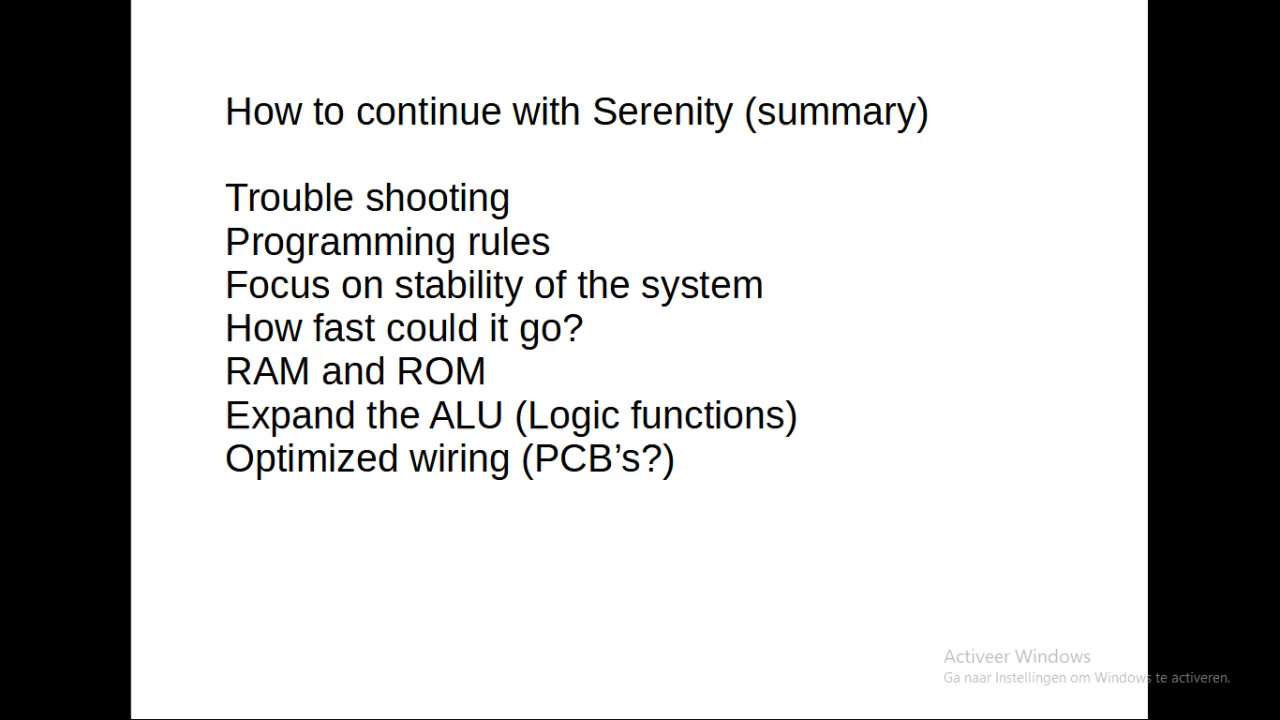 How to continue with Serenity (summary)
Trouble shooting
Programming rules
Focus on stability of the system
How fast could it go?
RAM and ROM
Expand the ALU (Logic functions)
Optimized wiring (PCB’s?)
Activeer Windows
Ga naar Instellingen om Windows te activeren.